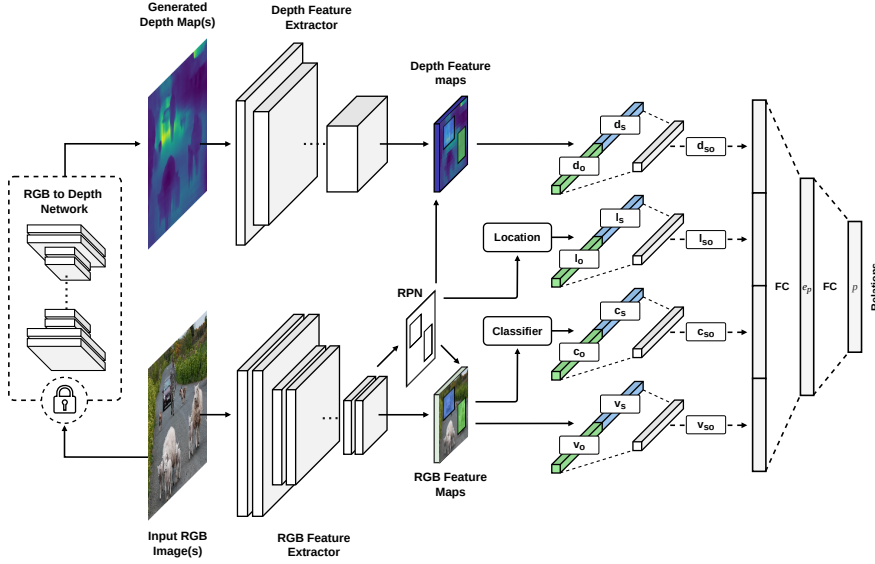 Generated
Depth Map(s)
Depth Feature
Extractor
Depth Feature
maps
RGB to Depth
Network
RPN
Location
Classifier
d_s
d_o
d_so
l_s
l_o
l_so
c_s
c_o
c_so
v_s
v_o
v_so
FC
e_p
FC
p
Relations
RGB Feature
Maps
Input RGB
Image(s)
RGB Feature
Extractor